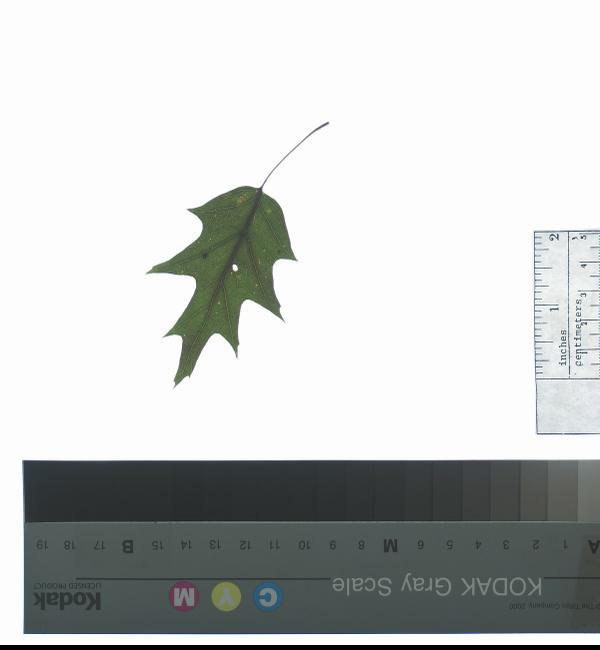 2
1
inches
5
4
3
2
centimeters
19 18 17 B 15 14 13 12 11 10 9 8 M 6 5 4 3 2 1 A
Kodak
LICENSED PRODUCT
M Y C
KODAK Gray Scale
© The Tiffen Company, 2000